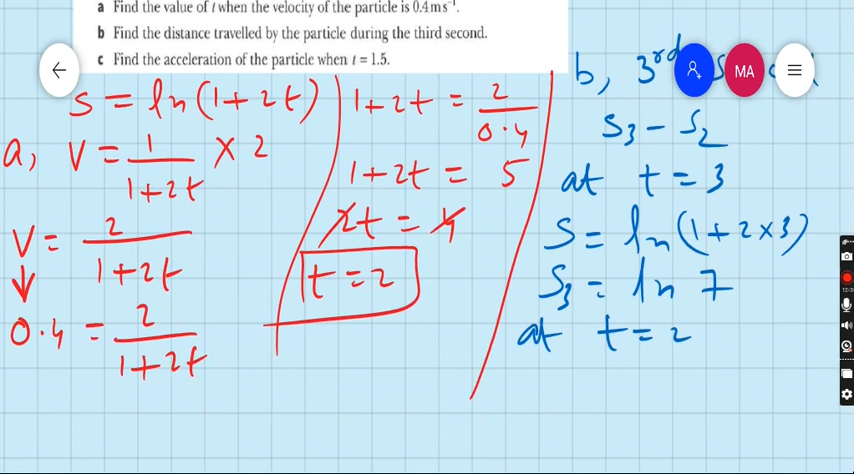 a Find the value of t when the velocity of the particle is 0.4 m s⁻¹.
b Find the distance travelled by the particle during the third second.
c Find the acceleration of the particle when t = 1.5.
MA
s = ln(1+2t)
a, v = 1/(1+2t) × 2
v = 2/(1+2t)
0.4 = 2/(1+2t)
1+2t = 2/0.4
1+2t = 5
2t = 4
t = 2
b, 3rd
S3 - S2
at t = 3
S = ln(1+2×3)
S3 = ln 7
at t = 2